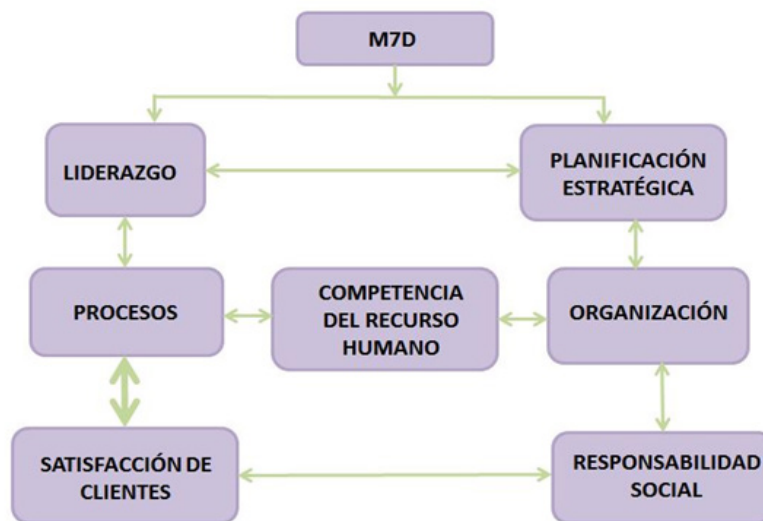 M7D
LIDERAZGO
PLANIFICACIÓN
ESTRATÉGICA
PROCESOS
COMPETENCIA
DEL RECURSO
HUMANO
ORGANIZACIÓN
SATISFACCIÓN DE
CLIENTES
RESPONSABILIDAD
SOCIAL